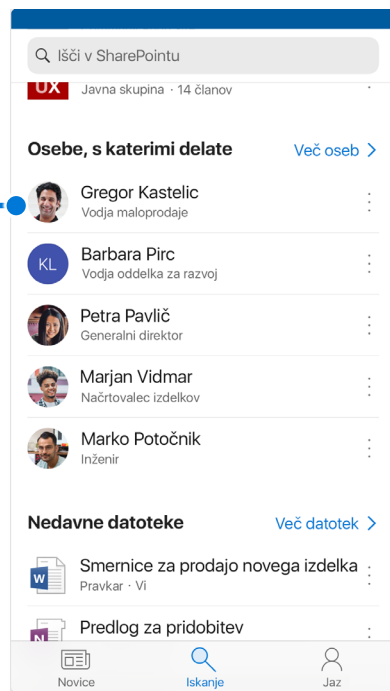 Išči v SharePointu
UX
Javna skupina · 14 članov
Osebe, s katerimi delate
Več oseb
Gregor Kastelic
Vodja maloprodaje
KL
Barbara Pirc
Vodja oddelka za razvoj
Petra Pavlič
Generalni direktor
Marjan Vidmar
Načrtovalec izdelkov
Marko Potočnik
Inženir
Nedavne datoteke
Več datotek
W
Smernice za prodajo novega izdelka
Pravkar · Vi
N
Predlog za pridobitev
Novice
Iskanje
Jaz